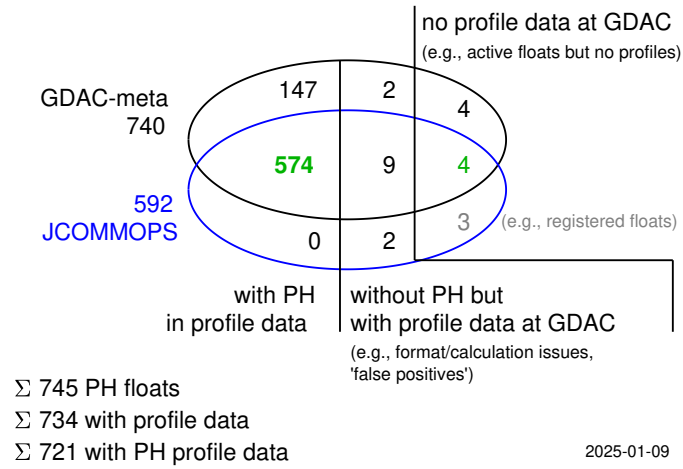 no profile data at GDAC
(e.g., active floats but no profiles)
GDAC-meta
740
147
2
4
574
9
4
592
JCOMMOPS
0
2
3
(e.g., registered floats)
with PH
in profile data
without PH but
with profile data at GDAC
(e.g., format/calculation issues,
'false positives')
Σ 745 PH floats
Σ 734 with profile data
Σ 721 with PH profile data
2025-01-09